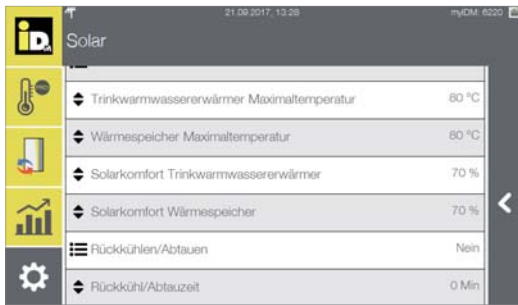 21.09.2017, 13:28
myIDM: 6220
iDM
Solar
Trinkwarmwassererwärmer Maximaltemperatur 80 °C
Wärmespeicher Maximaltemperatur 80 °C
Solarkomfort Trinkwarmwassererwärmer 70 %
Solarkomfort Wärmespeicher 70 %
Rückkühlen/Abtauen Nein
Rückkühl/Abtauzeit 0 Min